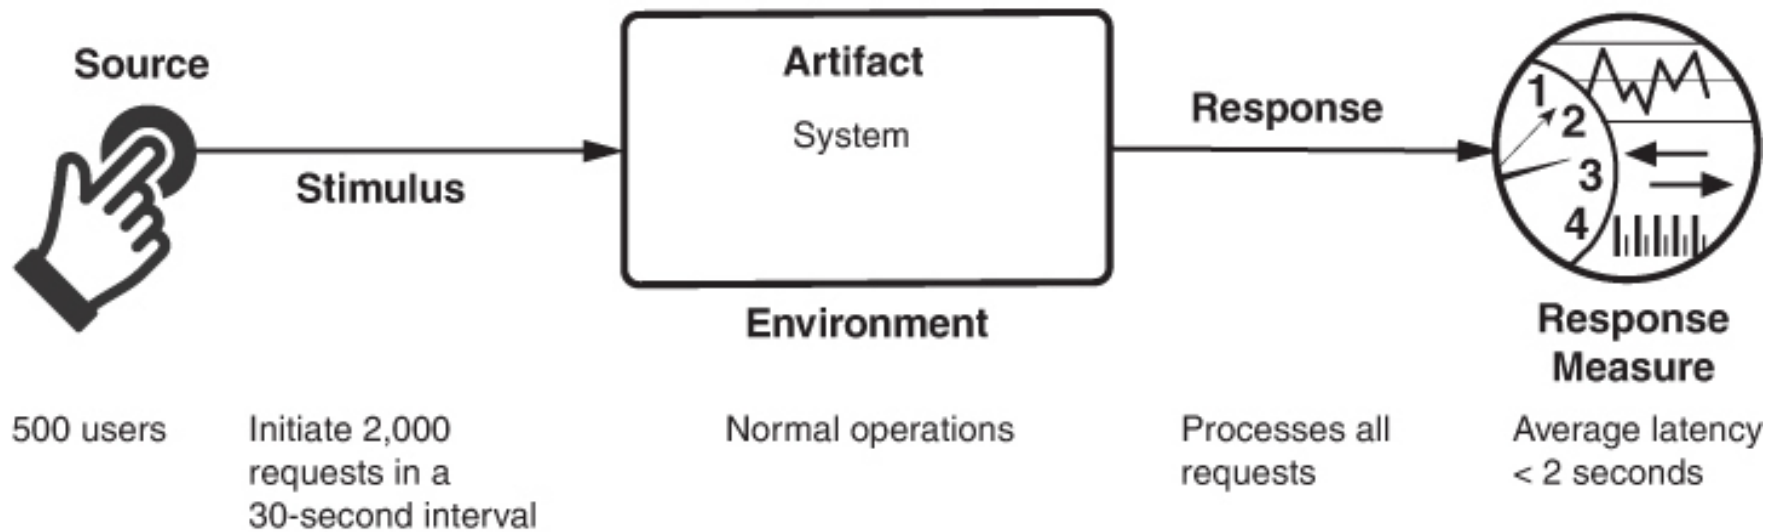 Source
Stimulus
Artifact
System
Environment
Response
1
2
3
4
Response
Measure
500 users
Initiate 2,000
requests in a
30-second interval
Normal operations
Processes all
requests
Average latency
< 2 seconds